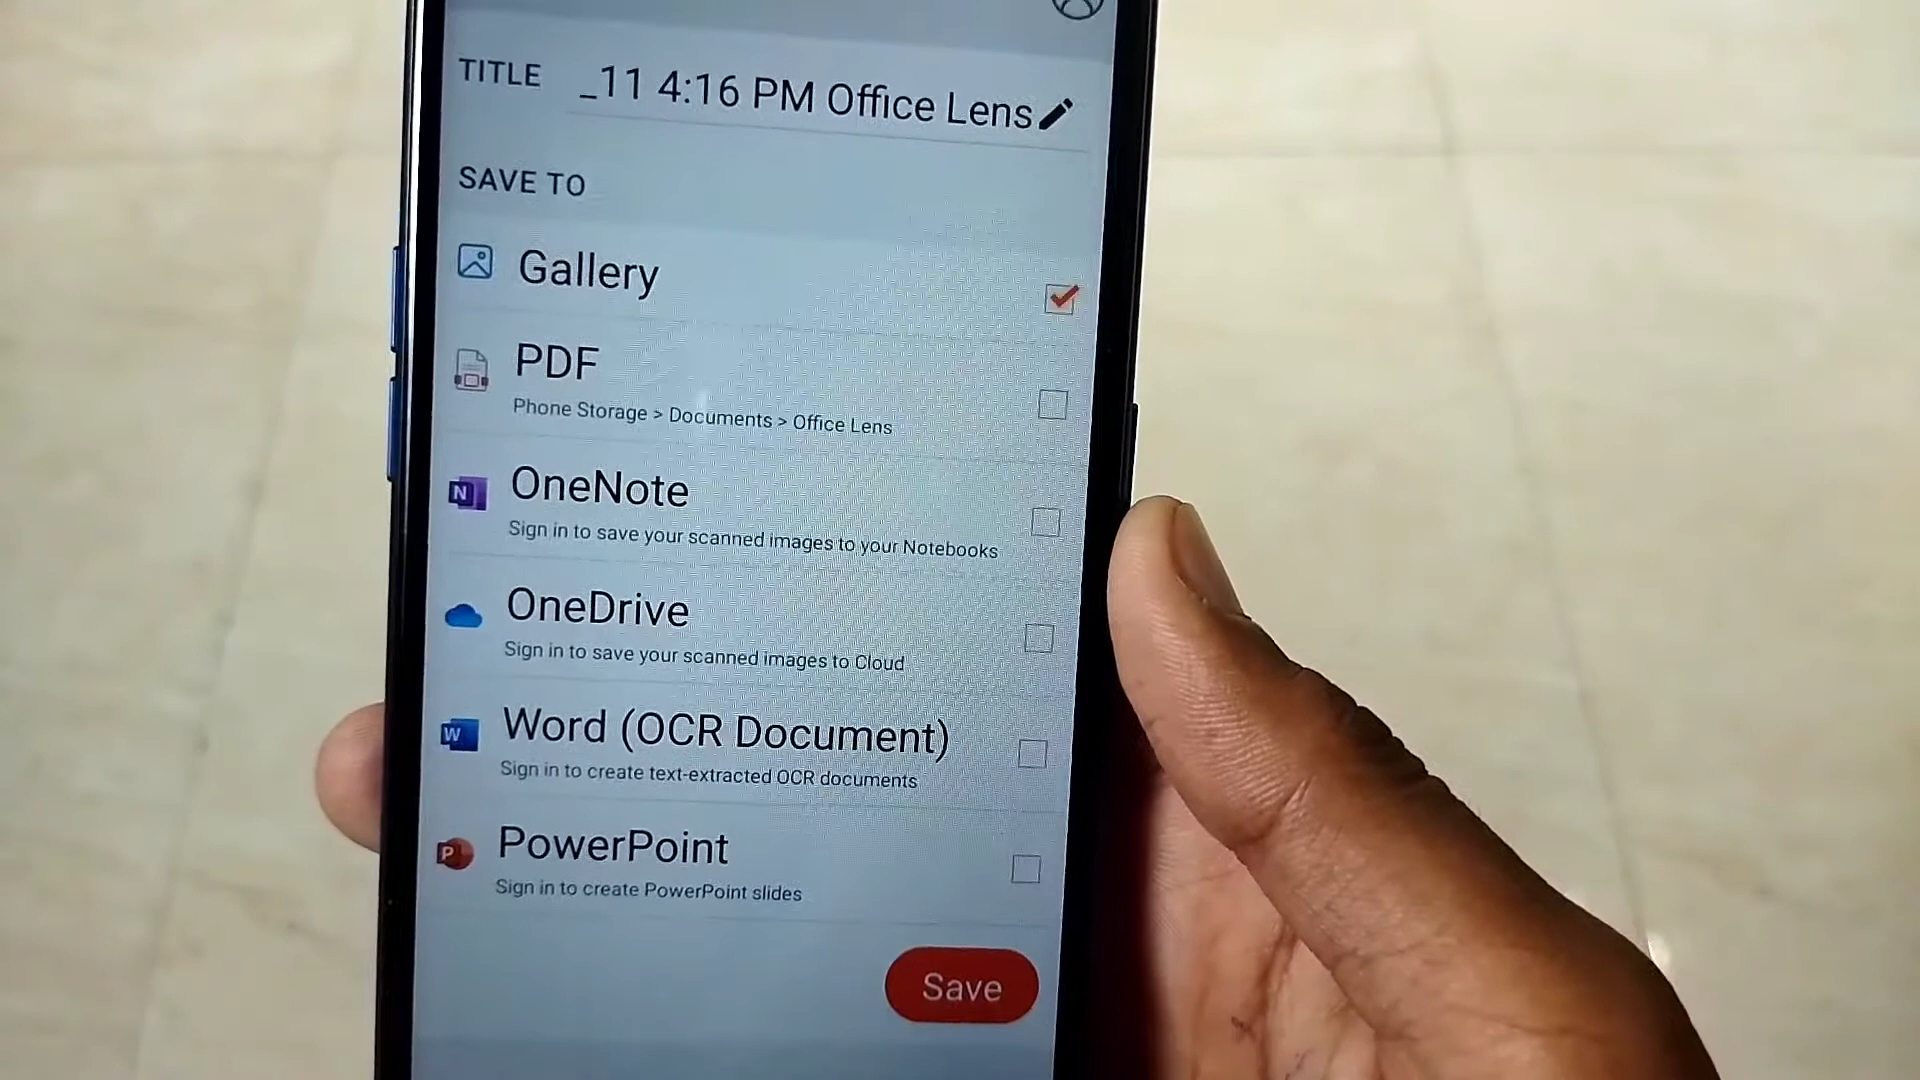 TITLE _11 4:16 PM Office Lens
SAVE TO
Gallery
PDF
Phone Storage > Documents > Office Lens
N OneNote
Sign in to save your scanned images to your Notebooks
OneDrive
Sign in to save your scanned images to Cloud
W Word (OCR Document)
Sign in to create text-extracted OCR documents
P PowerPoint
Sign in to create PowerPoint slides
Save